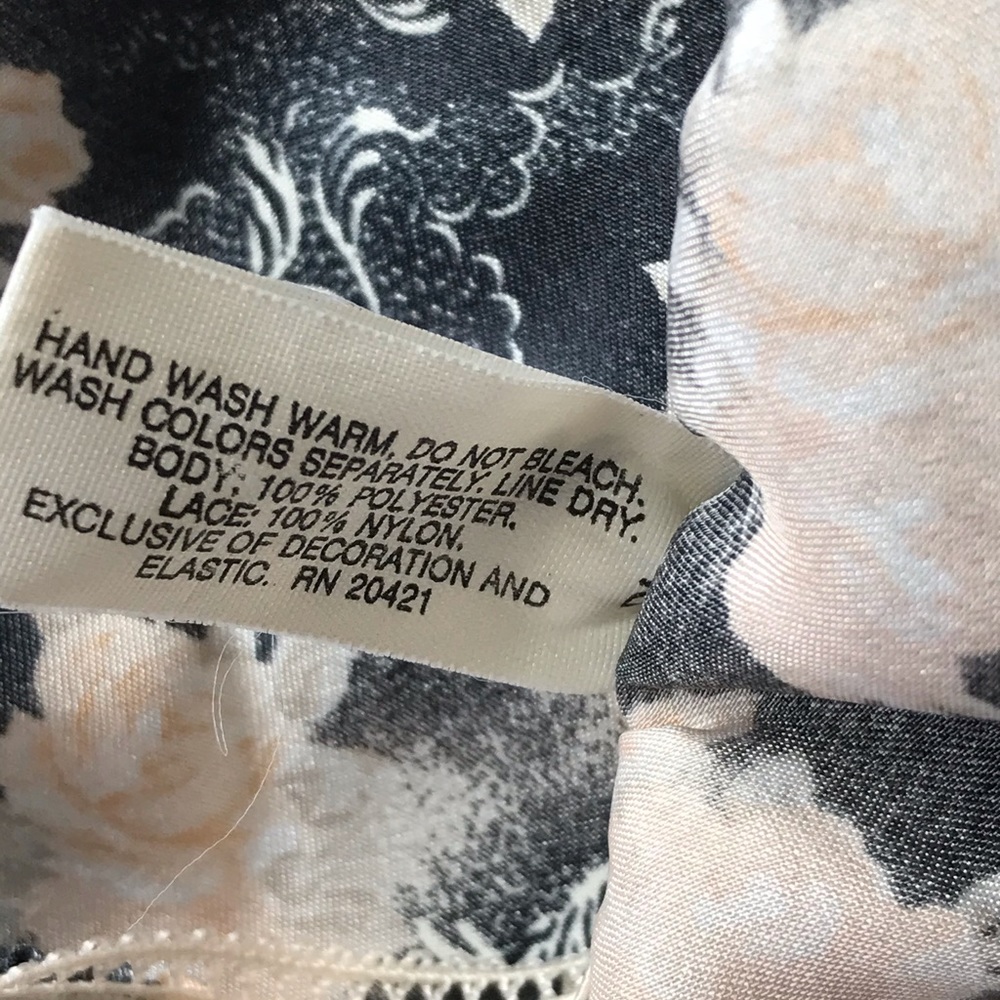 HAND WASH WARM, DO NOT BLEACH.
WASH COLORS SEPARATELY. LINE DRY.
BODY: 100% POLYESTER.
LACE: 100% NYLON.
EXCLUSIVE OF DECORATION AND
ELASTIC. RN 20421